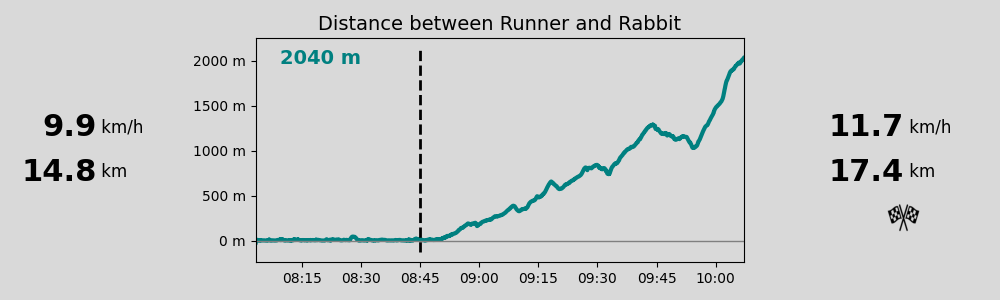 Distance between Runner and Rabbit
2040 m
2000 m
1500 m
1000 m
500 m
0 m
08:15 08:30 08:45 09:00 09:15 09:30 09:45 10:00
9.9 km/h
14.8 km
11.7 km/h
17.4 km